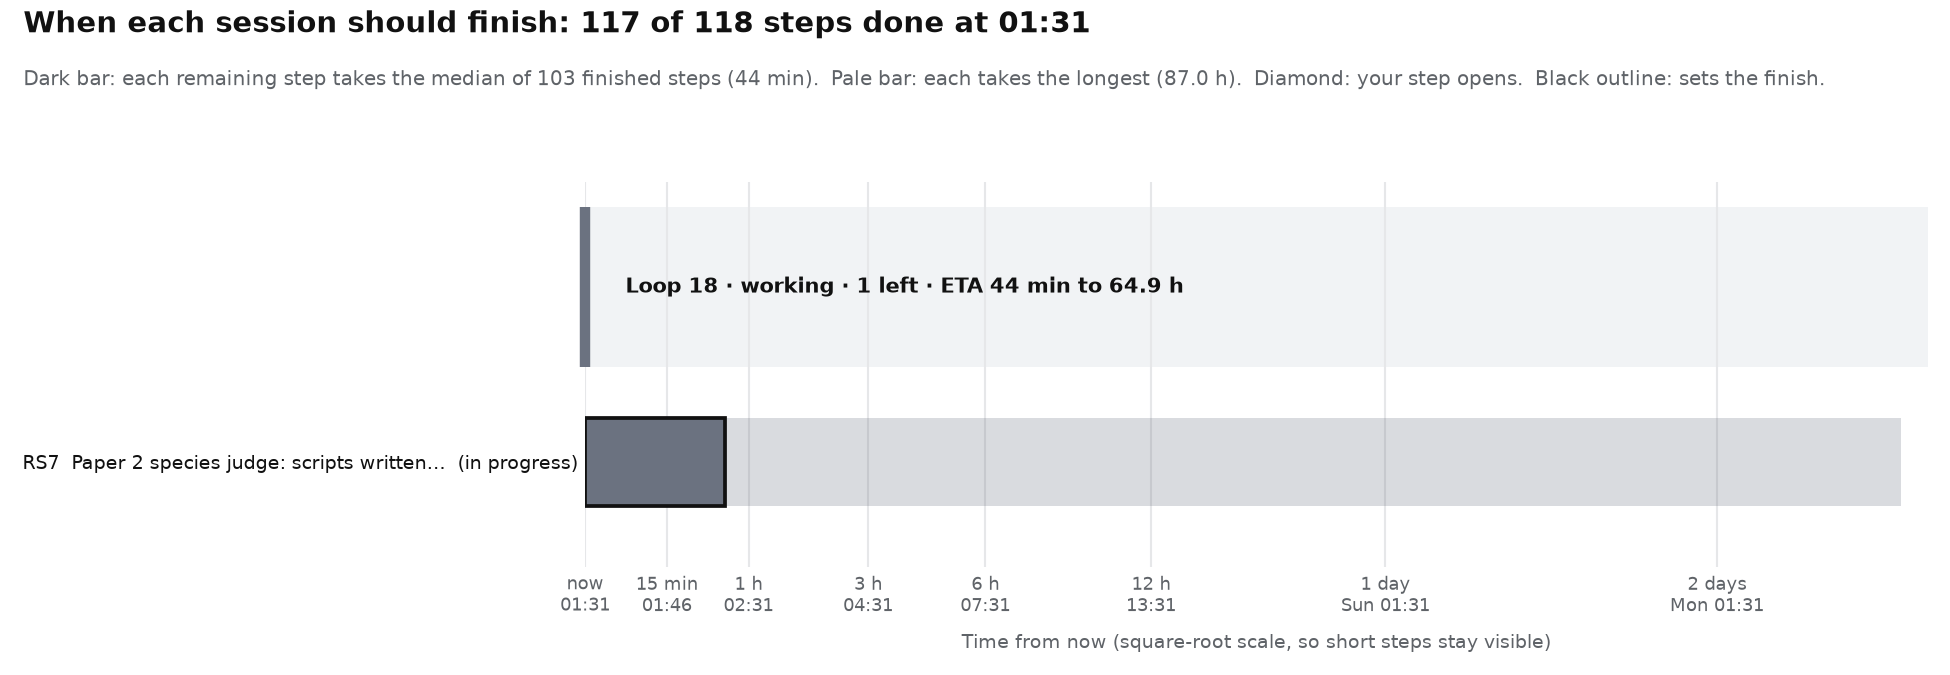 When each session should finish: 117 of 118 steps done at 01:31
Dark bar: each remaining step takes the median of 103 finished steps (44 min).  Pale bar: each takes the longest (87.0 h).  Diamond: your step opens.  Black outline: sets the finish.
Loop 18 · working · 1 left · ETA 44 min to 64.9 h
RS7  Paper 2 species judge: scripts written…  (in progress)
now 15 min 1 h 3 h 6 h 12 h 1 day 2 days
01:31 01:46 02:31 04:31 07:31 13:31 Sun 01:31 Mon 01:31
Time from now (square-root scale, so short steps stay visible)